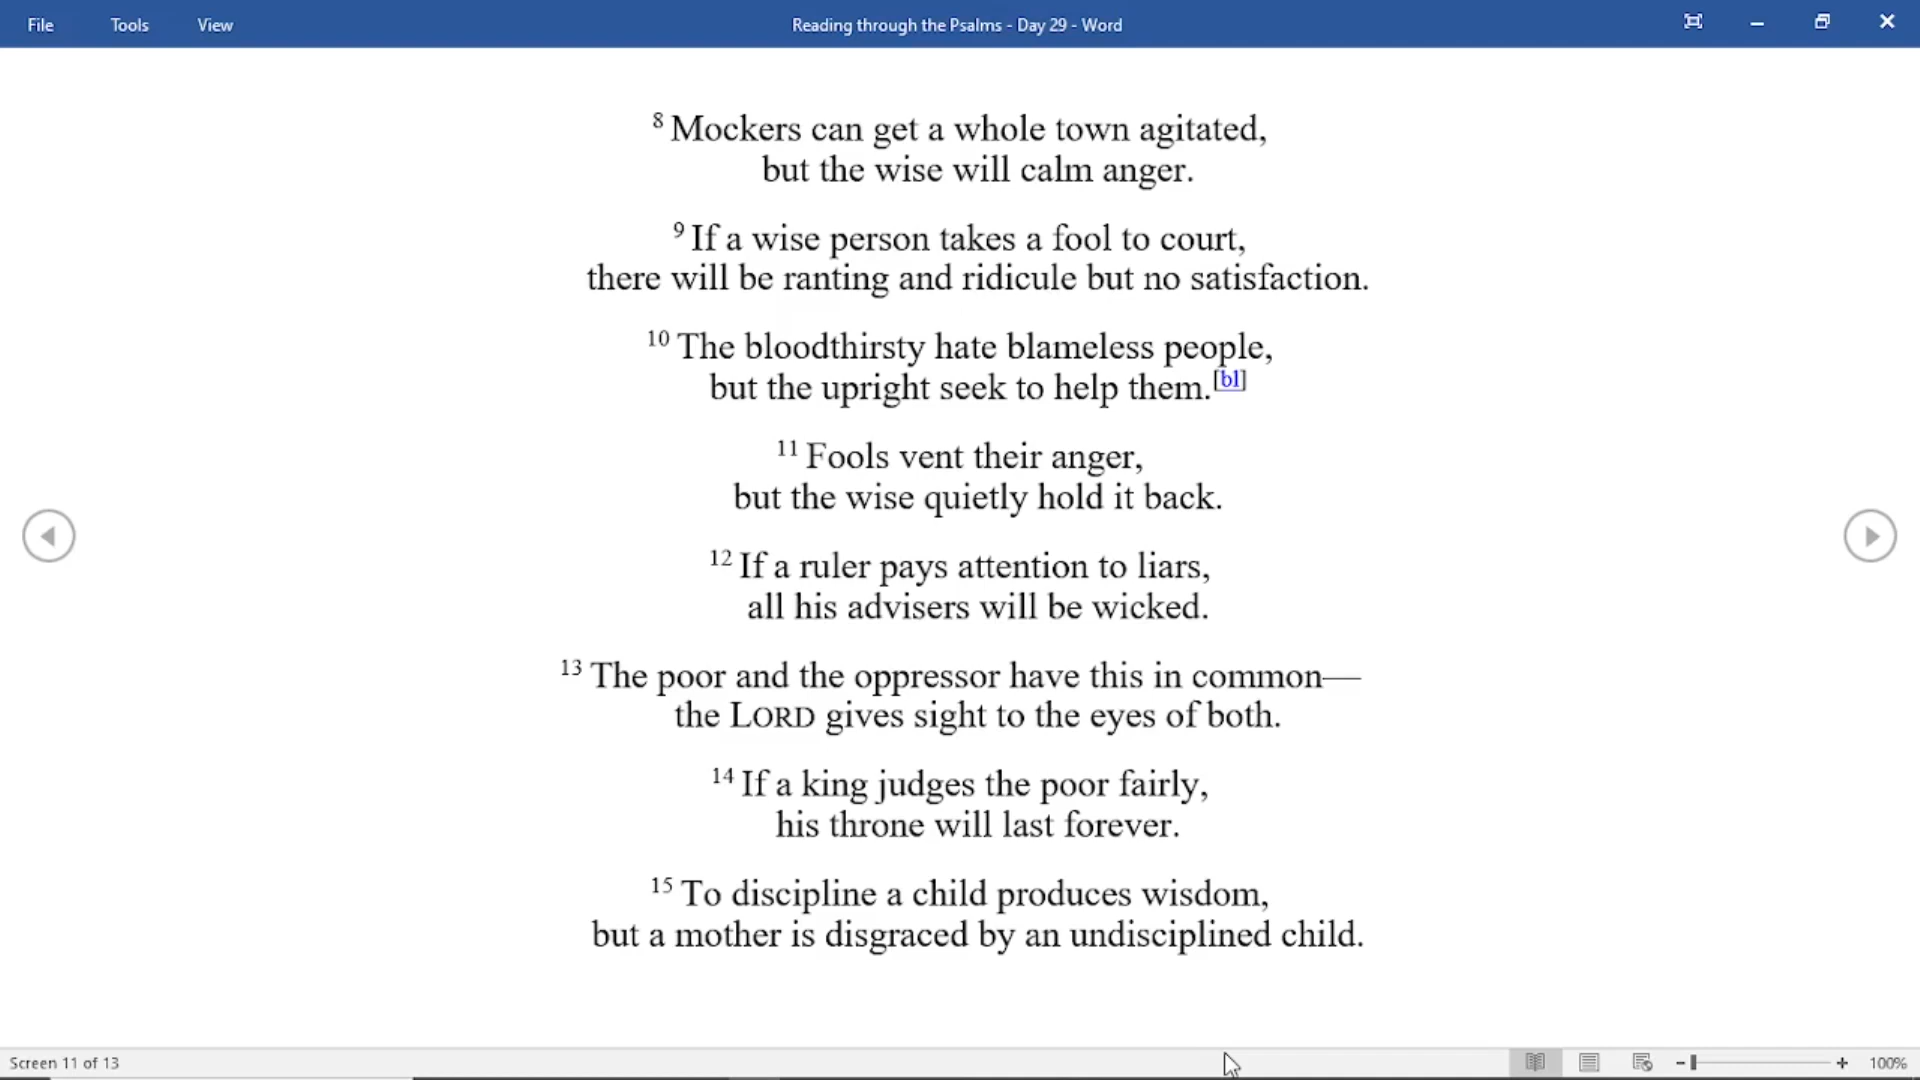 File Tools View Reading through the Psalms - Day 29 - Word
8 Mockers can get a whole town agitated,
but the wise will calm anger.
9 If a wise person takes a fool to court,
there will be ranting and ridicule but no satisfaction.
10 The bloodthirsty hate blameless people,
but the upright seek to help them.[bl]
11 Fools vent their anger,
but the wise quietly hold it back.
12 If a ruler pays attention to liars,
all his advisers will be wicked.
13 The poor and the oppressor have this in common—
the LORD gives sight to the eyes of both.
14 If a king judges the poor fairly,
his throne will last forever.
15 To discipline a child produces wisdom,
but a mother is disgraced by an undisciplined child.
Screen 11 of 13 100%